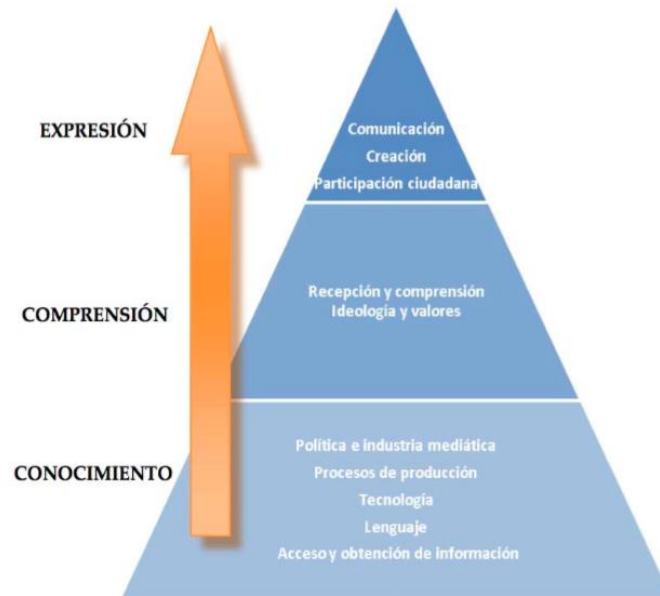 EXPRESIÓN
Comunicación
Creación
Participación ciudadana
COMPRENSIÓN
Recepción y comprensión
Ideología y valores
CONOCIMIENTO
Política e industria mediática
Procesos de producción
Tecnología
Lenguaje
Acceso y obtención de información